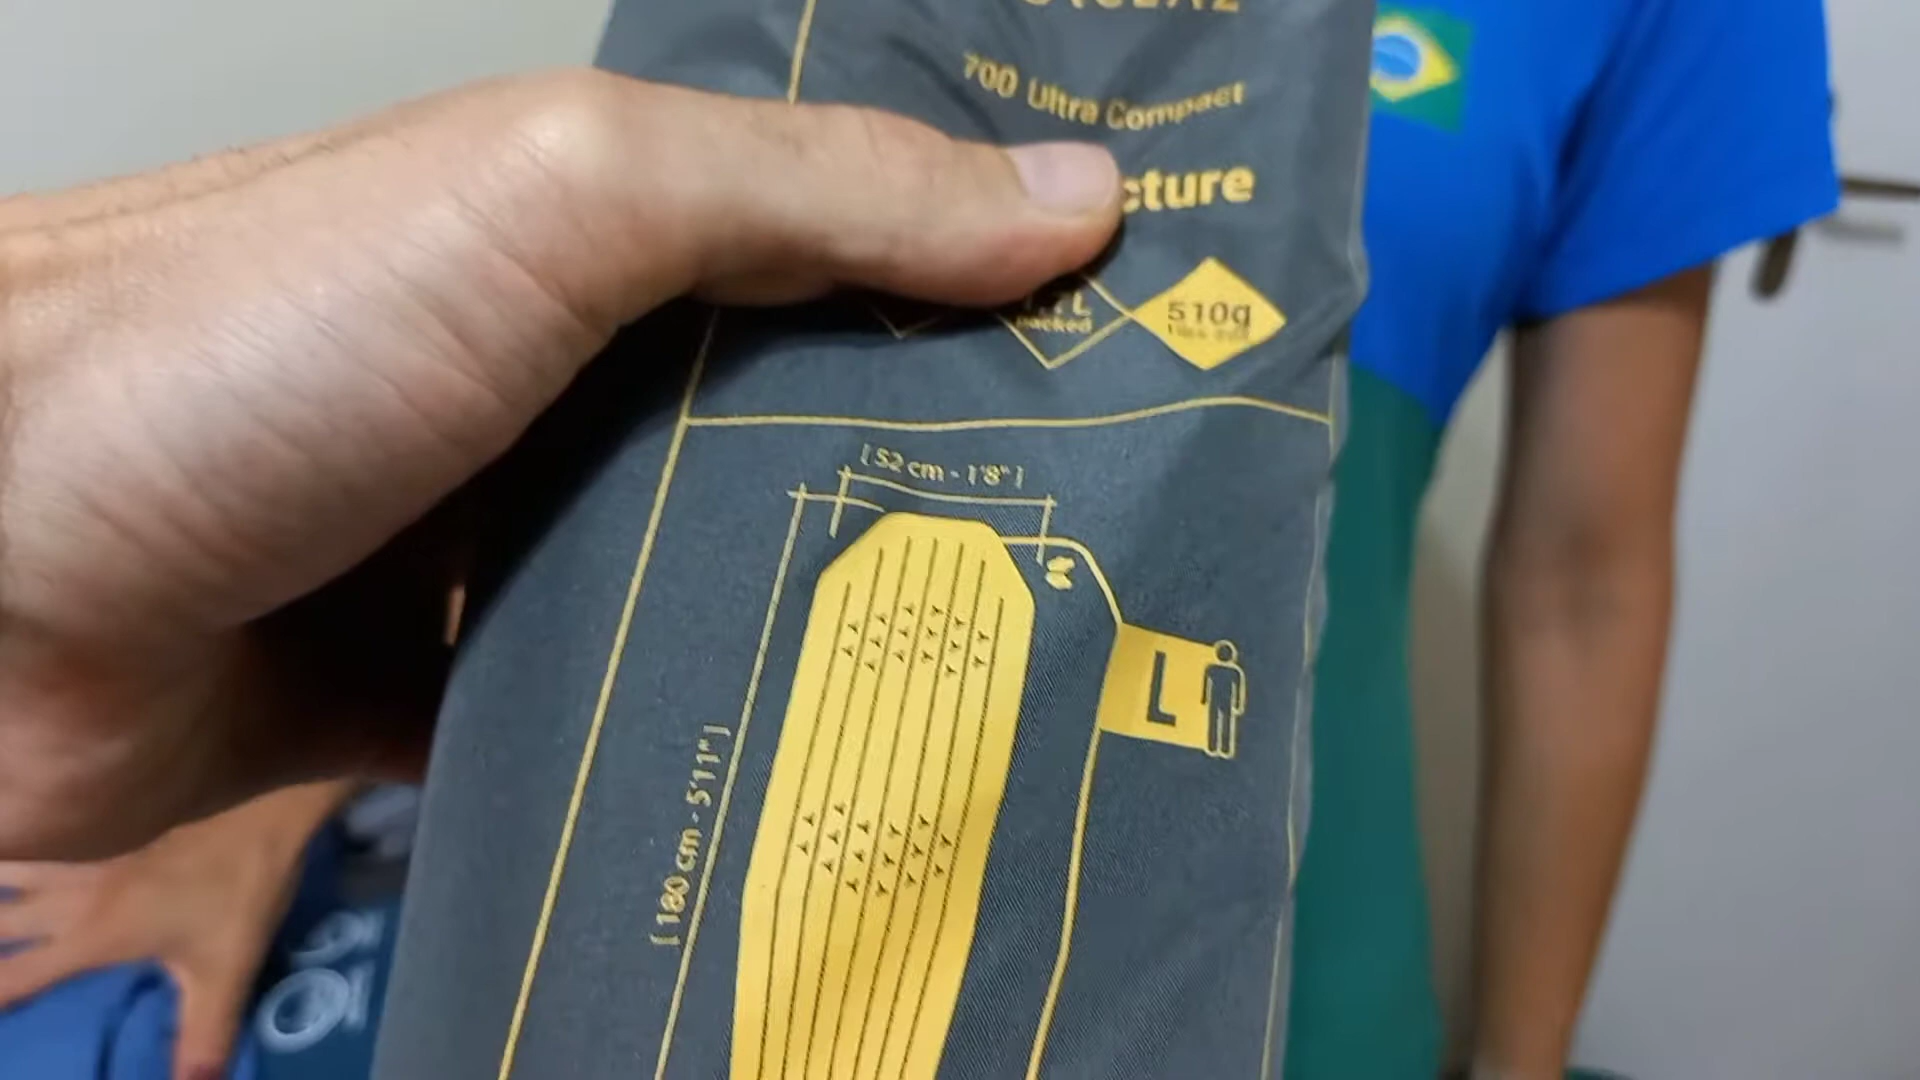 700 Ultra Compact
cture
L
packed
510g
[ 52 cm - 1'8" ]
L
[ 180 cm - 5'11" ]